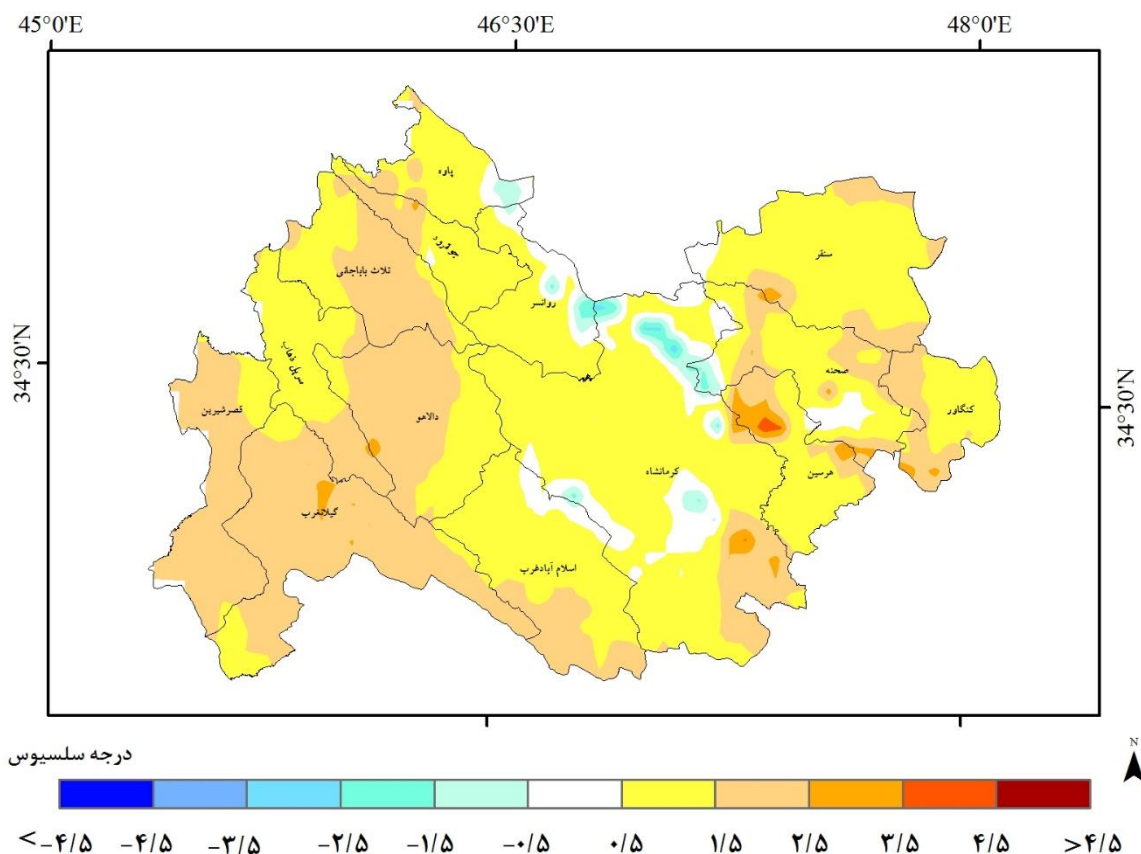 45°0'E 46°30'E 48°0'E
34°30'N
34°30'N
پاوه
جوانرود
ثلاث باباجانی
روانسر
سنقر
سرپل ذهاب
صحنه
کنگاور
قصرشیرین
دالاهو
کرمانشاه
هرسین
گیلانغرب
اسلام آبادغرب
درجه سلسیوس
N
<-۴/۵ -۴/۵ -۳/۵ -۲/۵ -۱/۵ -۰/۵ ۰/۵ ۱/۵ ۲/۵ ۳/۵ ۴/۵ >۴/۵